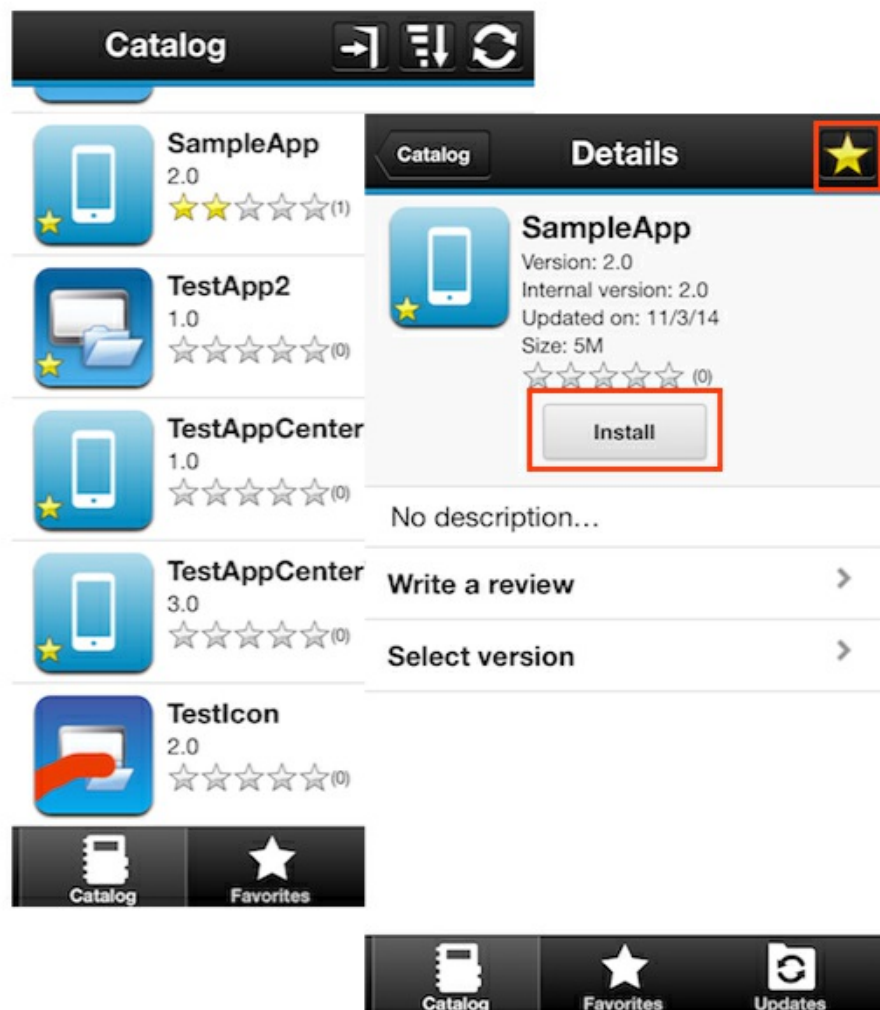 Catalog
SampleApp
2.0
(1)
TestApp2
1.0
(0)
TestAppCenter
1.0
(0)
TestAppCenter
3.0
(0)
TestIcon
2.0
(0)
Catalog
Favorites
Catalog
Details
SampleApp
Version: 2.0
Internal version: 2.0
Updated on: 11/3/14
Size: 5M
(0)
Install
No description...
Write a review
Select version
Catalog
Favorites
Updates